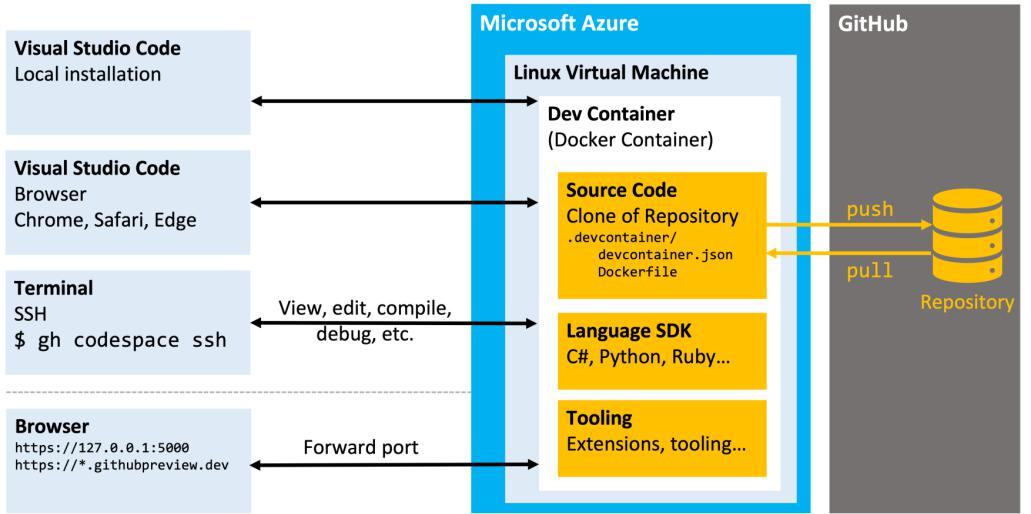 Visual Studio Code
Local installation
Visual Studio Code
Browser
Chrome, Safari, Edge
Terminal
SSH
$ gh codespace ssh
Browser
https://127.0.0.1:5000
https://*.githubpreview.dev
View, edit, compile,
debug, etc.
Forward port
Microsoft Azure
Linux Virtual Machine
Dev Container
(Docker Container)
Source Code
Clone of Repository
.devcontainer/
devcontainer.json
Dockerfile
Language SDK
C#, Python, Ruby…
Tooling
Extensions, tooling…
GitHub
push
pull
Repository